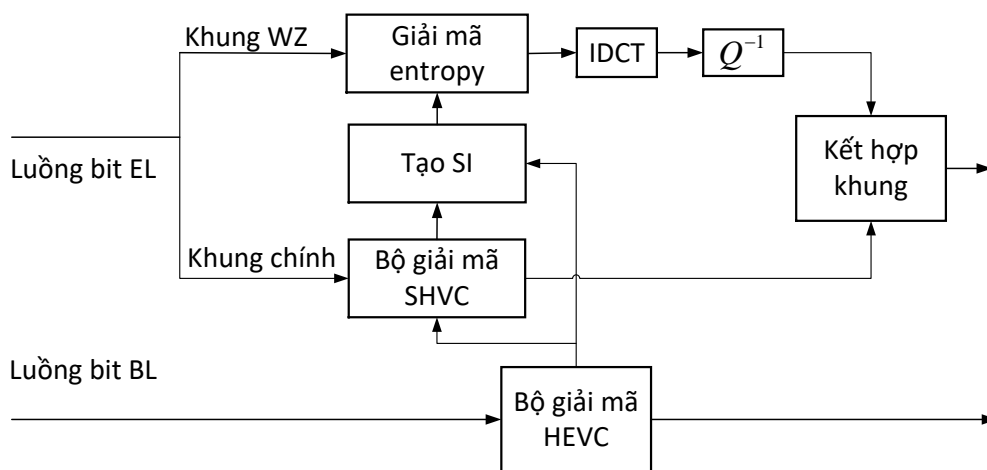 Khung WZ
Giải mã
entropy
IDCT
Q⁻¹
Luồng bit EL
Tạo SI
Kết hợp
khung
Khung chính
Bộ giải mã
SHVC
Luồng bit BL
Bộ giải mã
HEVC